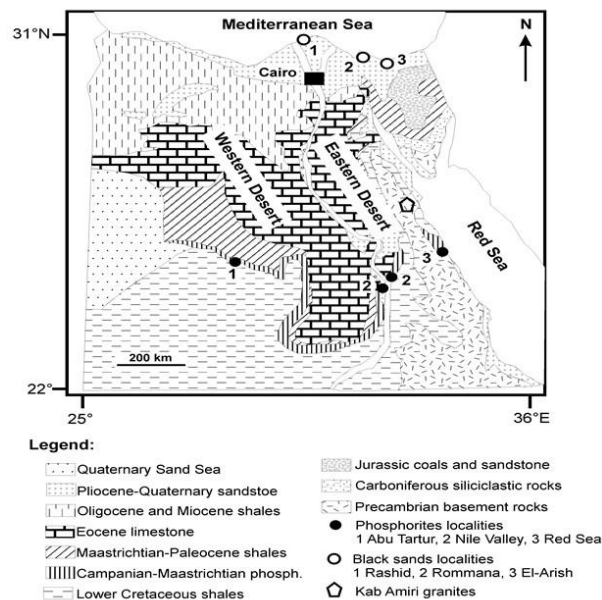 Mediterranean Sea
31°N
N
1
2
3
Cairo
Western Desert
Eastern Desert
Red Sea
1
2
2
3
200 km
22°
25°
36°E
Legend:
Quaternary Sand Sea
Pliocene-Quaternary sandstoe
Oligocene and Miocene shales
Eocene limestone
Maastrichtian-Paleocene shales
Campanian-Maastrichtian phosph.
Lower Cretaceous shales
Jurassic coals and sandstone
Carboniferous siliciclastic rocks
Precambrian basement rocks
Phosphorites localities
1 Abu Tartur, 2 Nile Valley, 3 Red Sea
Black sands localities
1 Rashid, 2 Rommana, 3 El-Arish
Kab Amiri granites